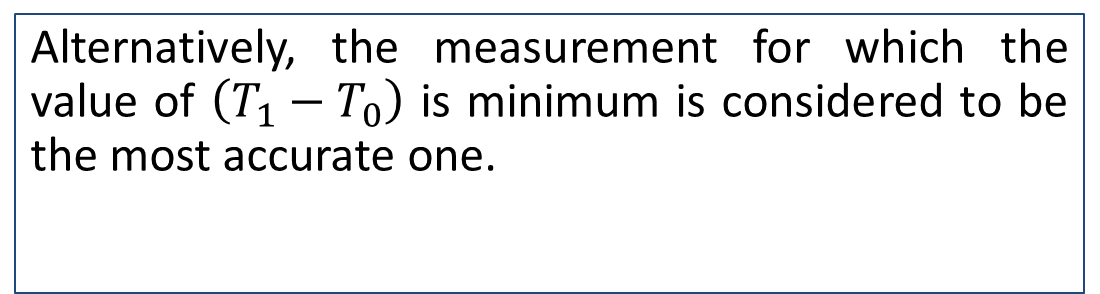 Alternatively, the measurement for which the
value of (T₁ − T₀) is minimum is considered to be
the most accurate one.